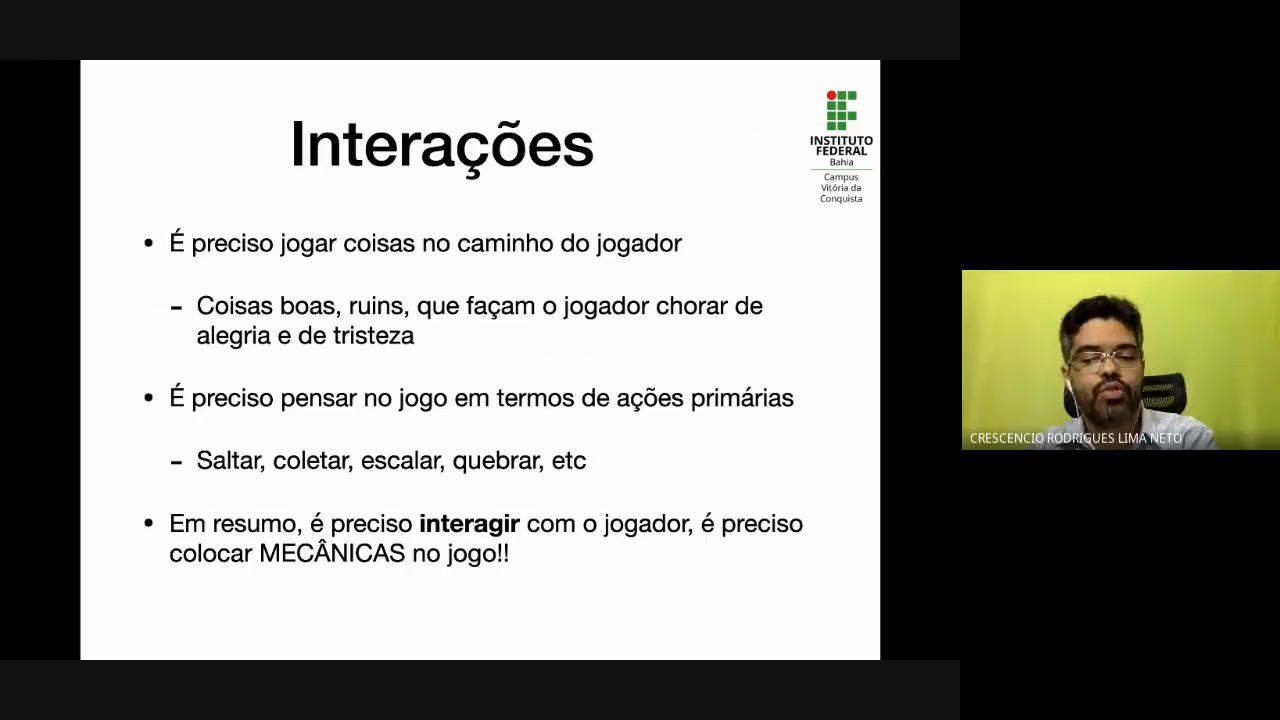 Interações
INSTITUTO
FEDERAL
Bahia
Campus
Vitória da
Conquista
• É preciso jogar coisas no caminho do jogador
- Coisas boas, ruins, que façam o jogador chorar de
alegria e de tristeza
• É preciso pensar no jogo em termos de ações primárias
- Saltar, coletar, escalar, quebrar, etc
• Em resumo, é preciso interagir com o jogador, é preciso
colocar MECÂNICAS no jogo!!
CRESCENCIO RODRIGUES LIMA NETO